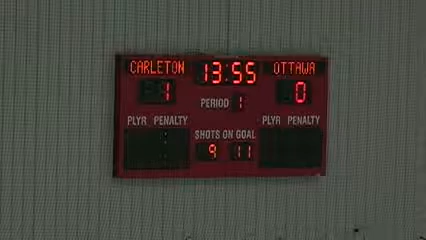 CARLETON 13:55 OTTAWA
1 0
PERIOD 1
PLYR PENALTY PLYR PENALTY
SHOTS ON GOAL
9 11